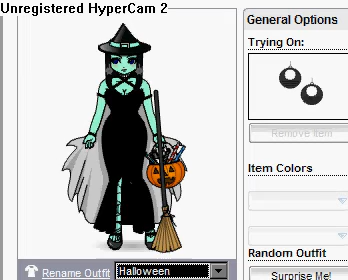 Unregistered HyperCam 2
General Options
Trying On:
Remove Item
Item Colors
Random Outfit
Surprise Me!
Rename Outfit
Halloween